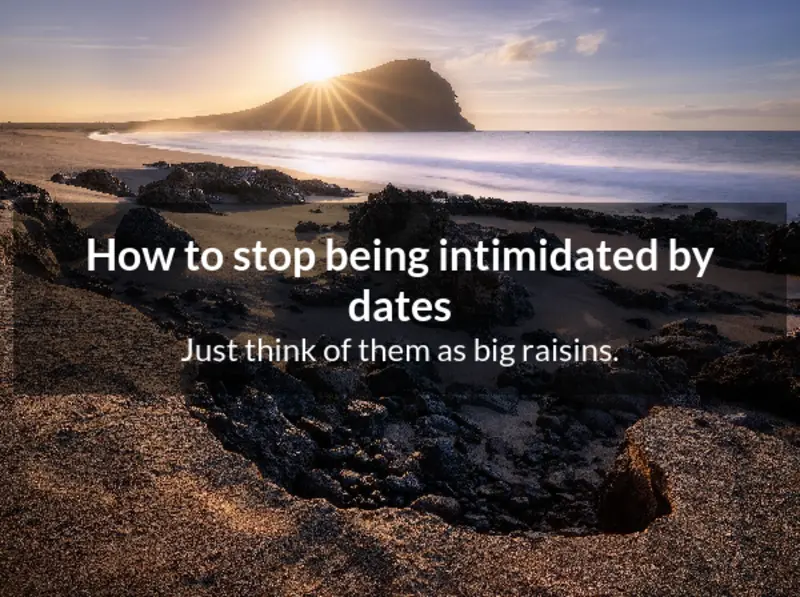 How to stop being intimidated by
dates
Just think of them as big raisins.